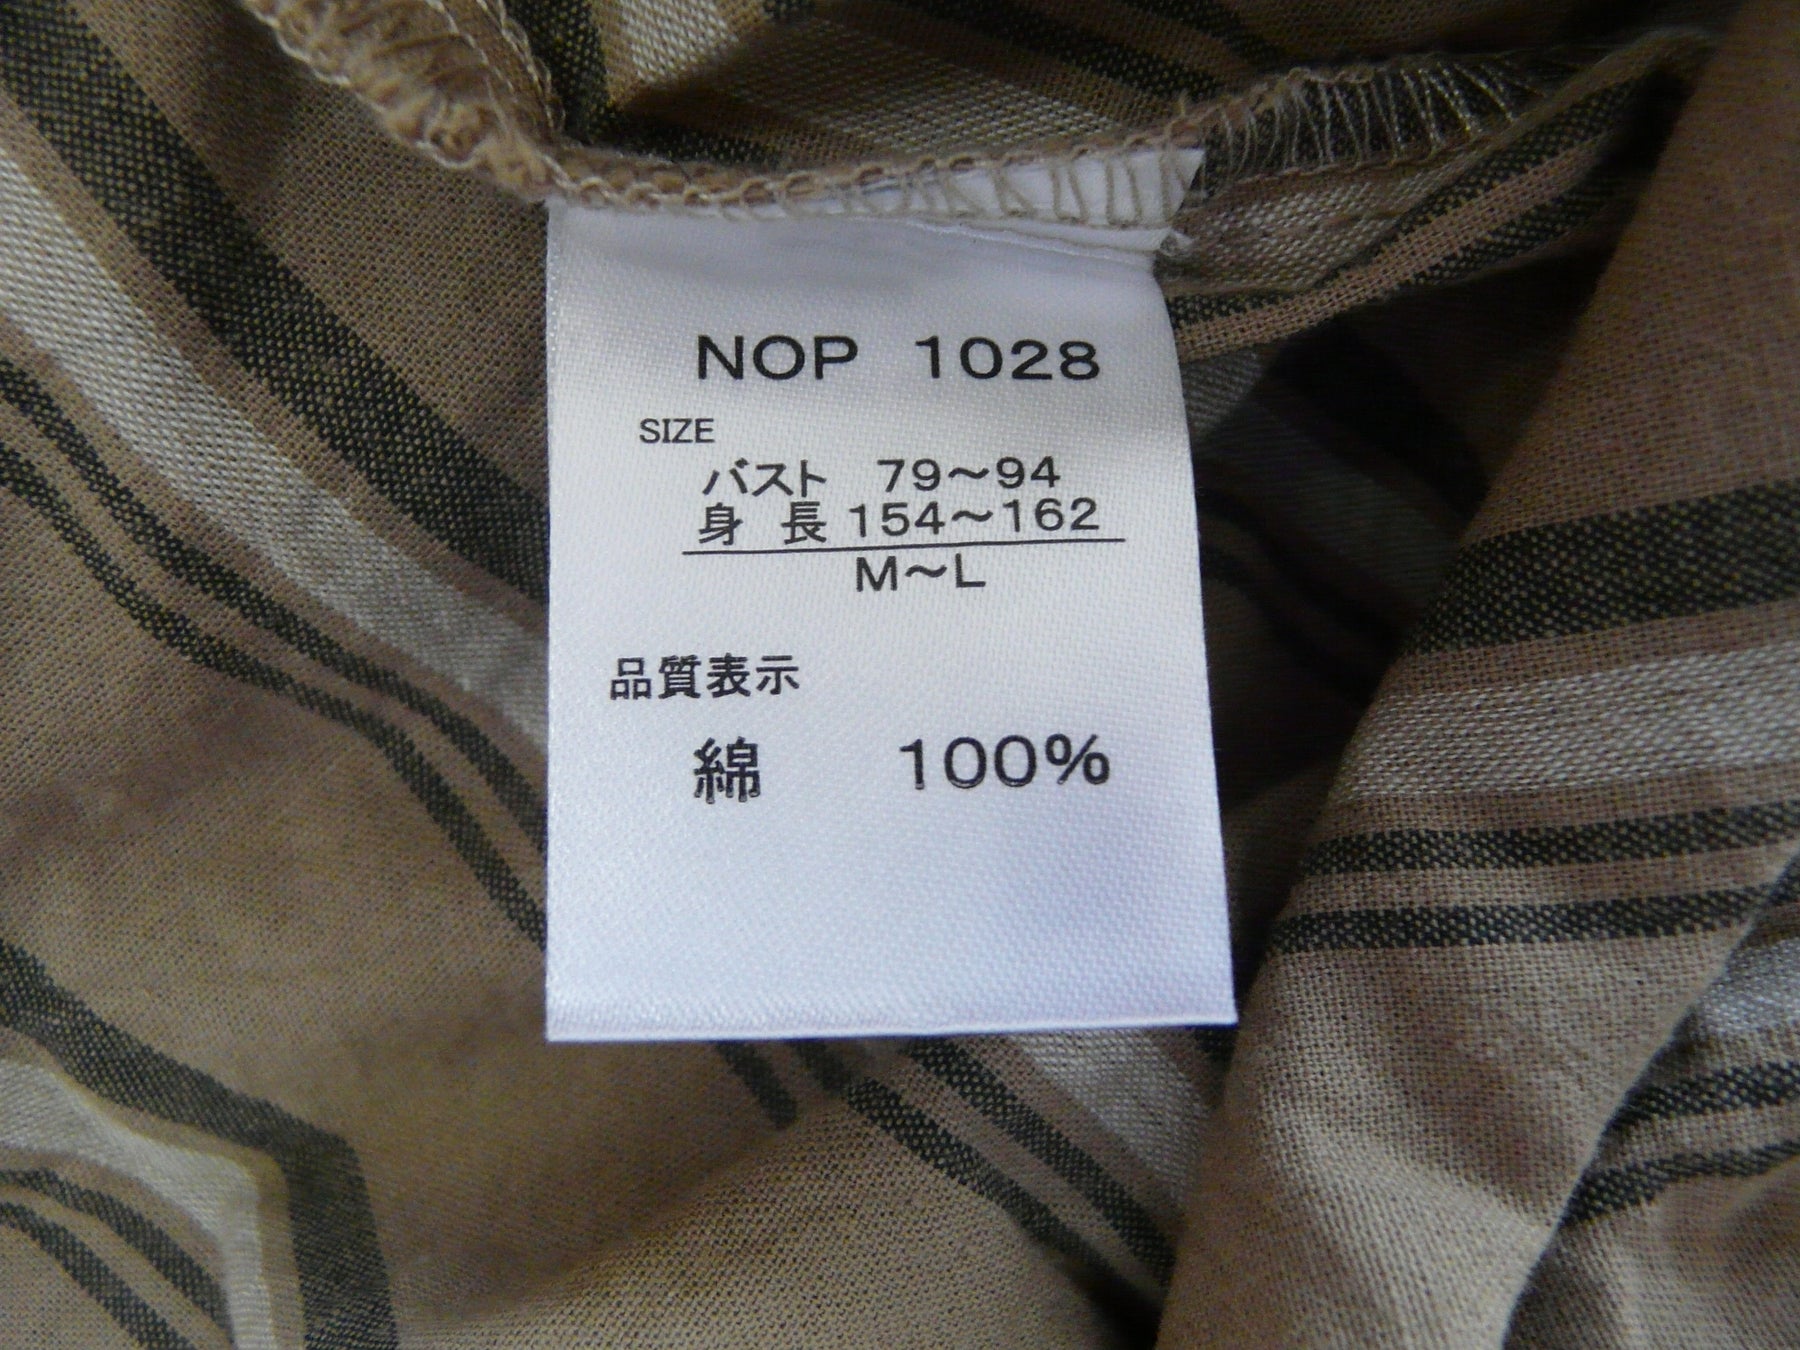 NOP 1028
SIZE
バスト 79〜94
身 長 154〜162
M〜L
品質表示
綿 100%